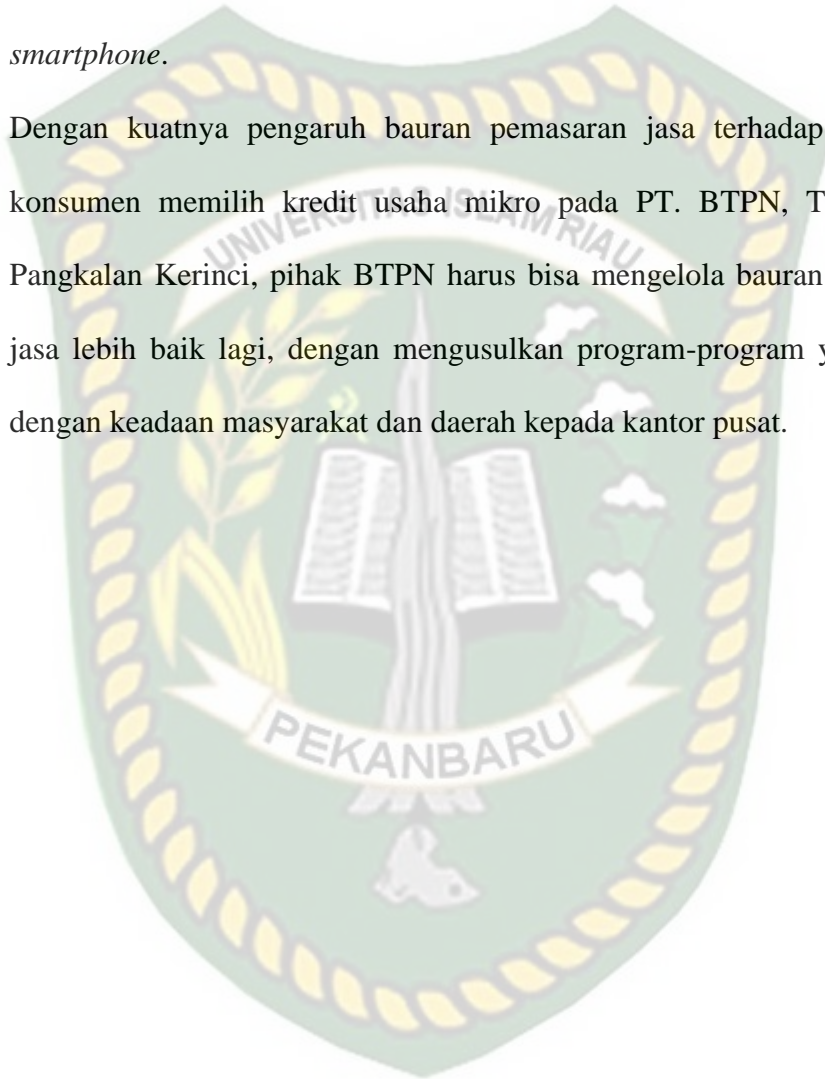 smartphone.
Dengan kuatnya pengaruh bauran pemasaran jasa terhadap
konsumen memilih kredit usaha mikro pada PT. BTPN, T
Pangkalan Kerinci, pihak BTPN harus bisa mengelola bauran
jasa lebih baik lagi, dengan mengusulkan program-program y
dengan keadaan masyarakat dan daerah kepada kantor pusat.
UNIVERSITAS ISLAM RIAU
PEKANBARU